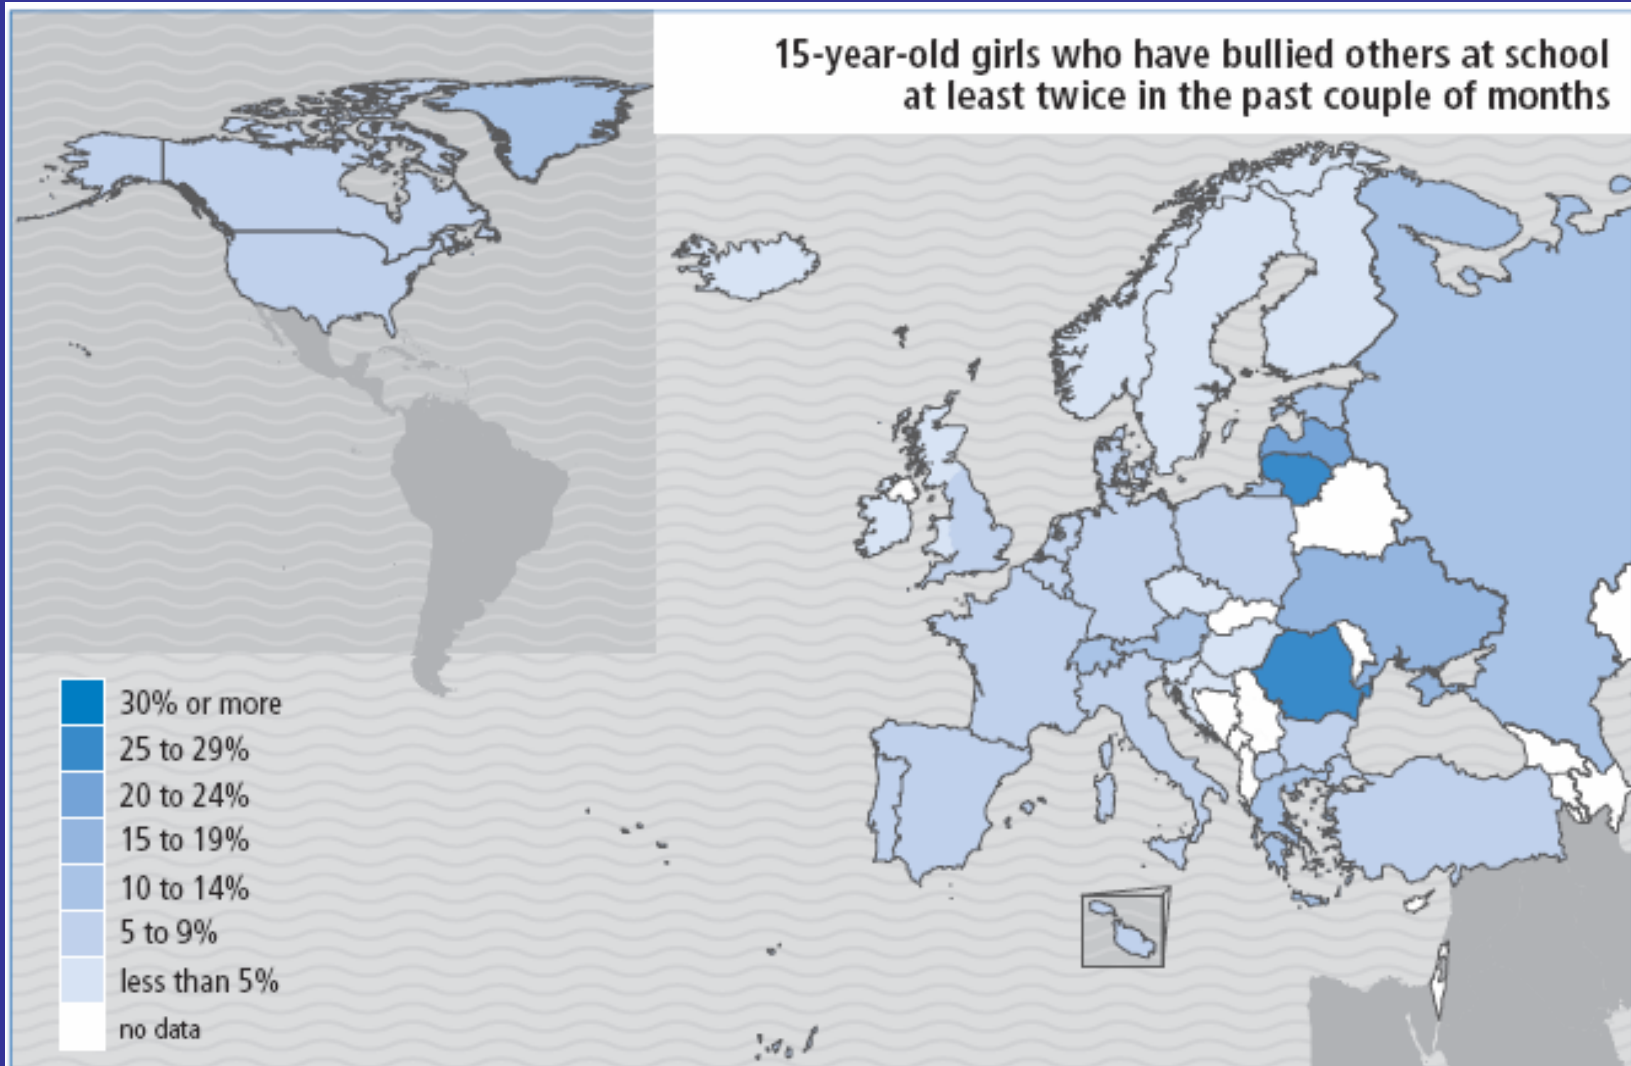 15-year-old girls who have bullied others at school
at least twice in the past couple of months
30% or more
25 to 29%
20 to 24%
15 to 19%
10 to 14%
5 to 9%
less than 5%
no data